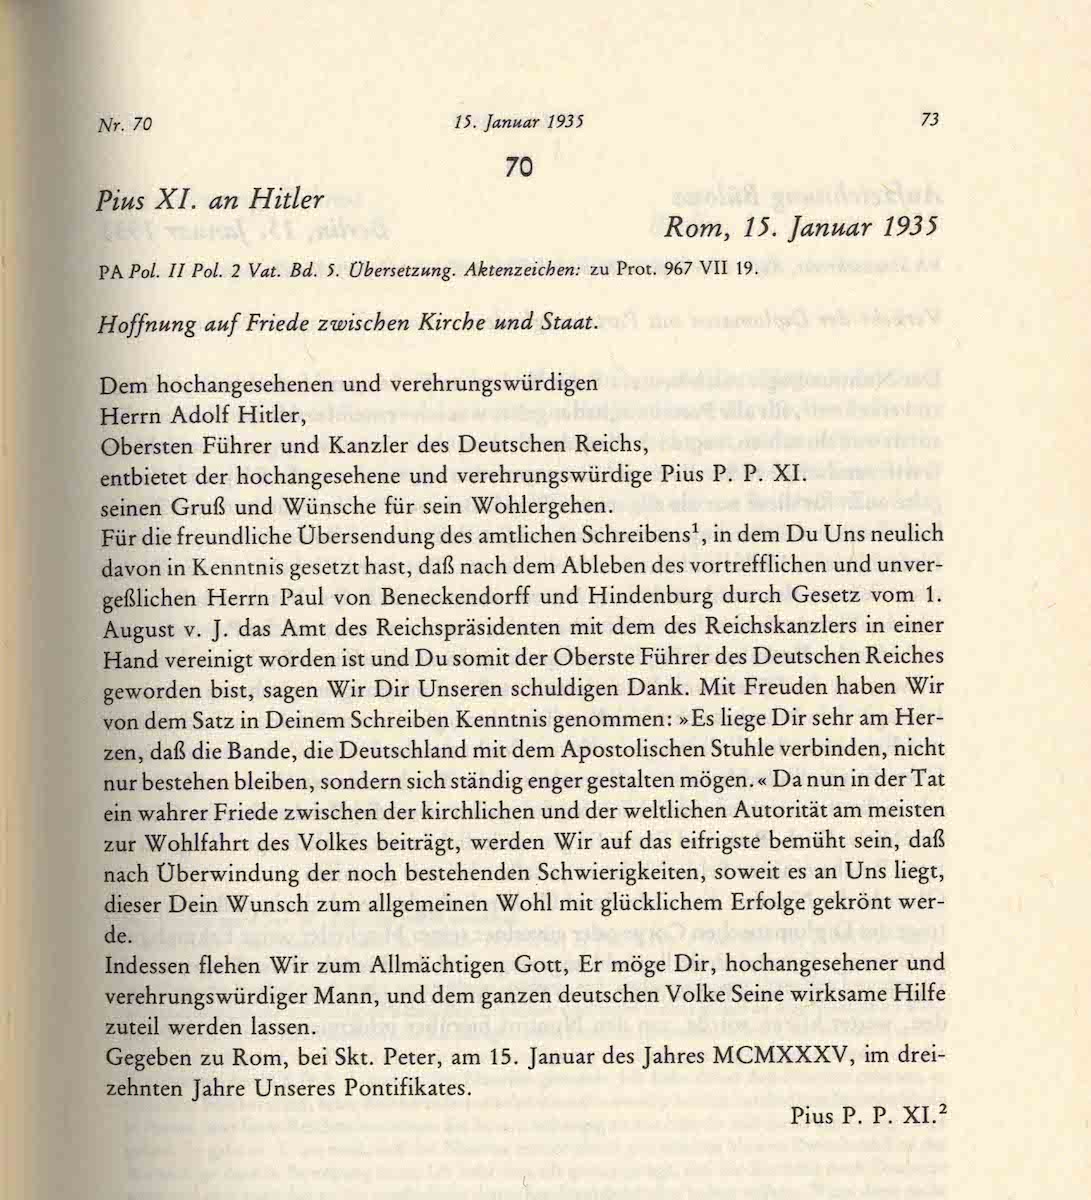 Nr. 70
15. Januar 1935
73
70
Pius XI. an Hitler
Rom, 15. Januar 1935
PA Pol. II Pol. 2 Vat. Bd. 5. Übersetzung. Aktenzeichen: zu Prot. 967 VII 19.
Hoffnung auf Friede zwischen Kirche und Staat.
Dem hochangesehenen und verehrungswürdigen
Herrn Adolf Hitler,
Obersten Führer und Kanzler des Deutschen Reichs,
entbietet der hochangesehene und verehrungswürdige Pius P. P. XI.
seinen Gruß und Wünsche für sein Wohlergehen.
Für die freundliche Übersendung des amtlichen Schreibens¹, in dem Du Uns neulich
davon in Kenntnis gesetzt hast, daß nach dem Ableben des vortrefflichen und unver-
geßlichen Herrn Paul von Beneckendorff und Hindenburg durch Gesetz vom 1.
August v. J. das Amt des Reichspräsidenten mit dem des Reichskanzlers in einer
Hand vereinigt worden ist und Du somit der Oberste Führer des Deutschen Reiches
geworden bist, sagen Wir Dir Unseren schuldigen Dank. Mit Freuden haben Wir
von dem Satz in Deinem Schreiben Kenntnis genommen: »Es liege Dir sehr am Her-
zen, daß die Bande, die Deutschland mit dem Apostolischen Stuhle verbinden, nicht
nur bestehen bleiben, sondern sich ständig enger gestalten mögen.« Da nun in der Tat
ein wahrer Friede zwischen der kirchlichen und der weltlichen Autorität am meisten
zur Wohlfahrt des Volkes beiträgt, werden Wir auf das eifrigste bemüht sein, daß
nach Überwindung der noch bestehenden Schwierigkeiten, soweit es an Uns liegt,
dieser Dein Wunsch zum allgemeinen Wohl mit glücklichem Erfolge gekrönt wer-
de.
Indessen flehen Wir zum Allmächtigen Gott, Er möge Dir, hochangesehener und
verehrungswürdiger Mann, und dem ganzen deutschen Volke Seine wirksame Hilfe
zuteil werden lassen.
Gegeben zu Rom, bei Skt. Peter, am 15. Januar des Jahres MCMXXXV, im drei-
zehnten Jahre Unseres Pontifikates.
Pius P. P. XI.²